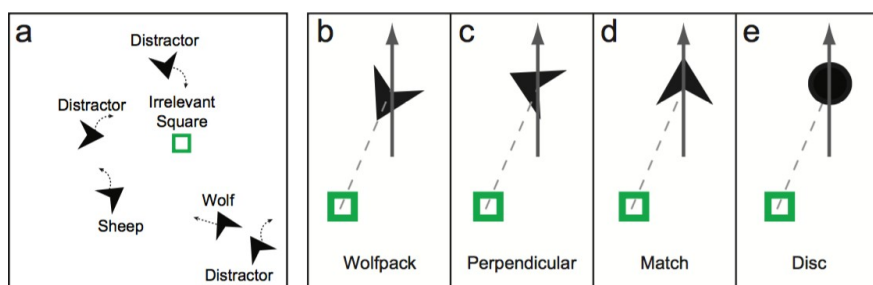 a
Distractor
Distractor
Irrelevant
Square
Sheep
Wolf
Distractor
b
Wolfpack
c
Perpendicular
d
Match
e
Disc